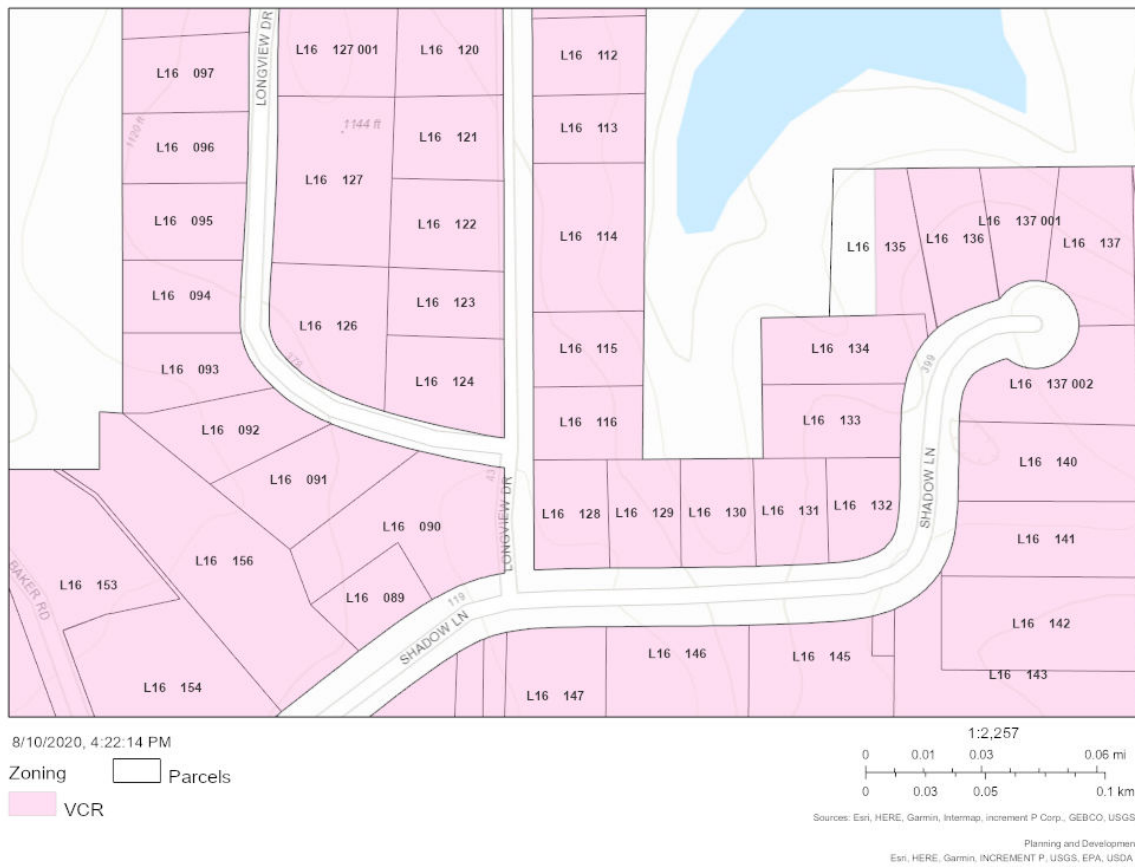 LONGVIEW DR
L16 127 001
L16 120
L16 112
L16 097
1120 ft
1144 ft
L16 121
L16 113
L16 096
L16 127
L16 095
L16 122
L16 114
L16 135
L16 136
L16 137 001
L16 137
L16 094
L16 123
L16 126
L16 115
L16 134
L16 093
378
L16 124
399
L16 137 002
L16 092
L16 116
L16 133
L16 140
L16 091
LONGVIEW DR
SHADOW LN
L16 128
L16 129
L16 130
L16 131
L16 132
L16 090
L16 141
L16 156
BAKER RD
L16 153
L16 089
119
SHADOW LN
L16 142
L16 146
L16 145
L16 143
L16 154
L16 147
8/10/2020, 4:22:14 PM
Zoning
Parcels
VCR
1:2,257
0 0.01 0.03 0.06 mi
0 0.03 0.05 0.1 km
Sources: Esri, HERE, Garmin, Intermap, increment P Corp., GEBCO, USGS
Planning and Development
Esri, HERE, Garmin, INCREMENT P, USGS, EPA, USDA